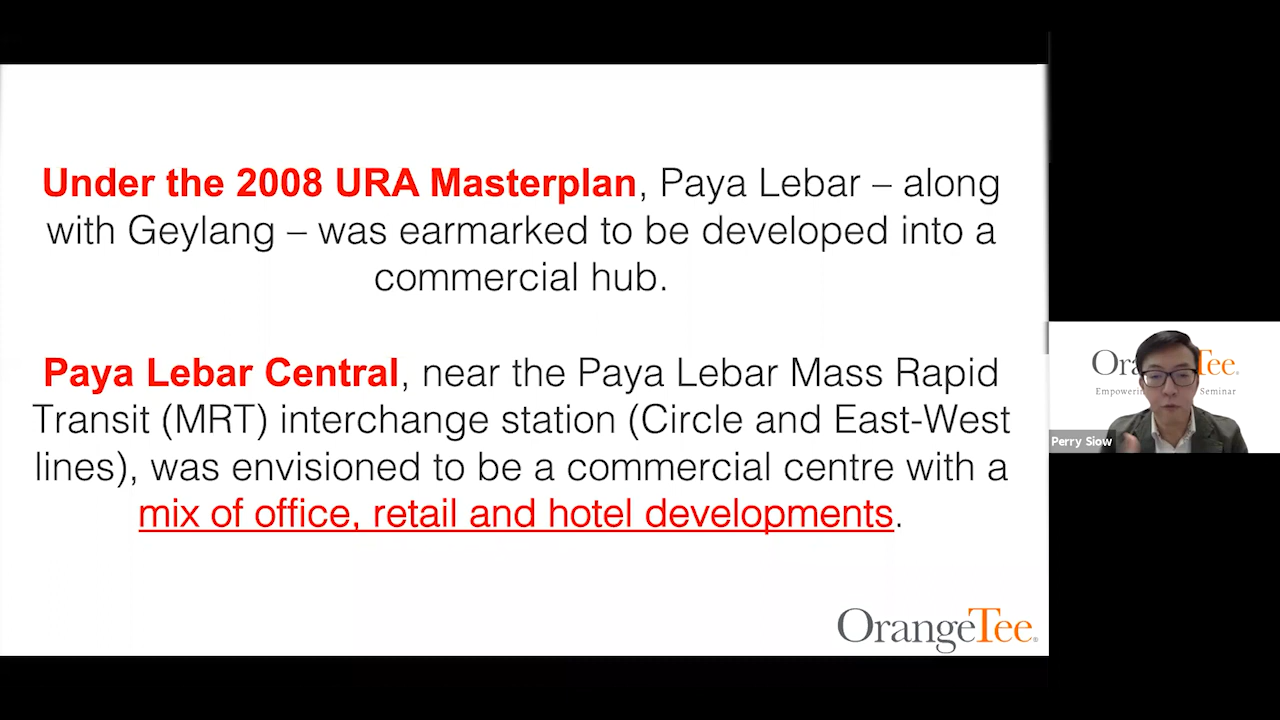 Under the 2008 URA Masterplan, Paya Lebar – along
with Geylang – was earmarked to be developed into a
commercial hub.
Paya Lebar Central, near the Paya Lebar Mass Rapid
Transit (MRT) interchange station (Circle and East-West
lines), was envisioned to be a commercial centre with a
mix of office, retail and hotel developments.
OrangeTee
Tee
Seminar
Perry Siow